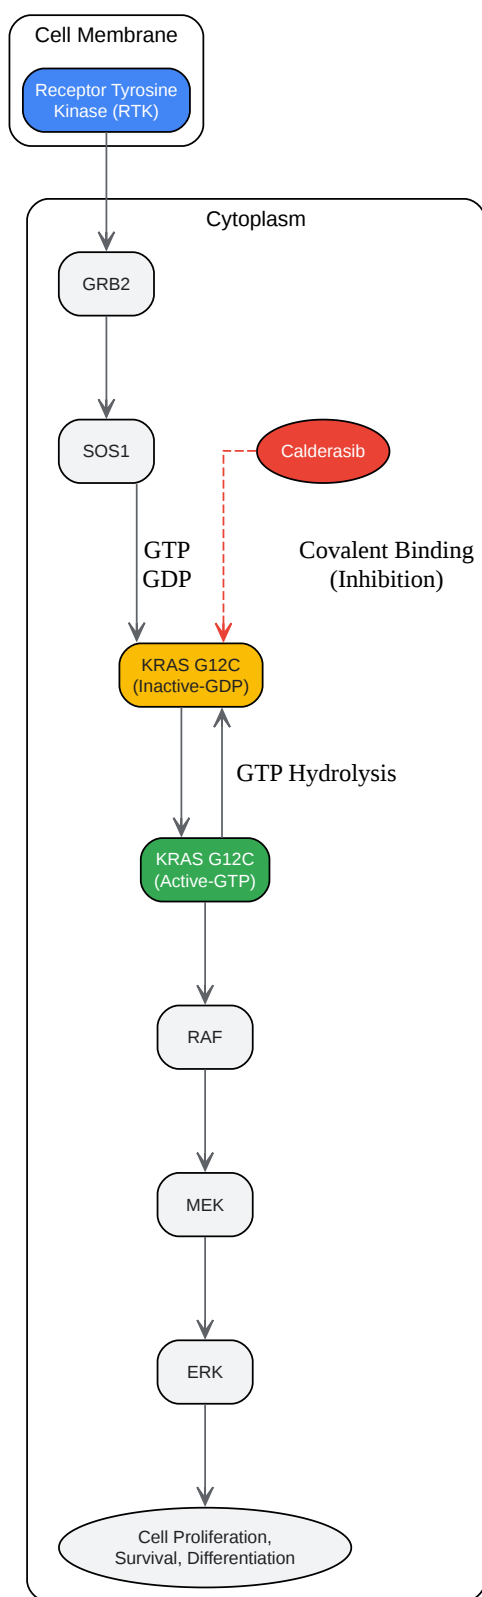 Cell Membrane
Receptor Tyrosine
Kinase (RTK)
Cytoplasm
GRB2
SOS1
Calderasib
GTP
GDP
Covalent Binding
(Inhibition)
KRAS G12C
(Inactive-GDP)
GTP Hydrolysis
KRAS G12C
(Active-GTP)
RAF
MEK
ERK
Cell Proliferation,
Survival, Differentiation